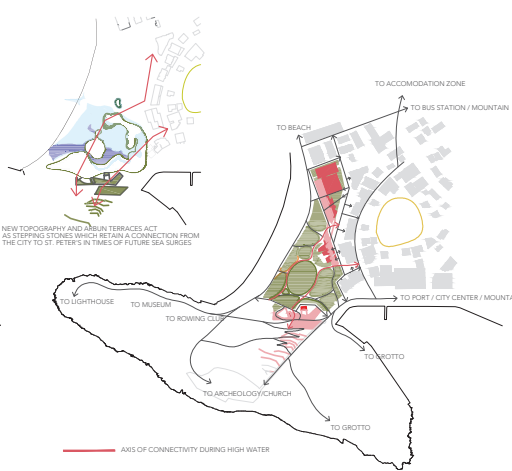 TO ACCOMODATION ZONE
TO BUS STATION / MOUNTAIN
TO BEACH
NEW TOPOGRAPHY AND ARBUN TERRACES ACT
AS STEPPING STONES WHICH RETAIN A CONNECTION FROM
THE CITY TO ST. PETER'S IN TIMES OF FUTURE SEA SURGES
TO LIGHTHOUSE
TO MUSEUM
TO PORT / CITY CENTER / MOUNTA
TO ROWING CLUB
TO GROTTO
TO ARCHEOLOGY/CHURCH
TO GROTTO
AXIS OF CONNECTIVITY DURING HIGH WATER